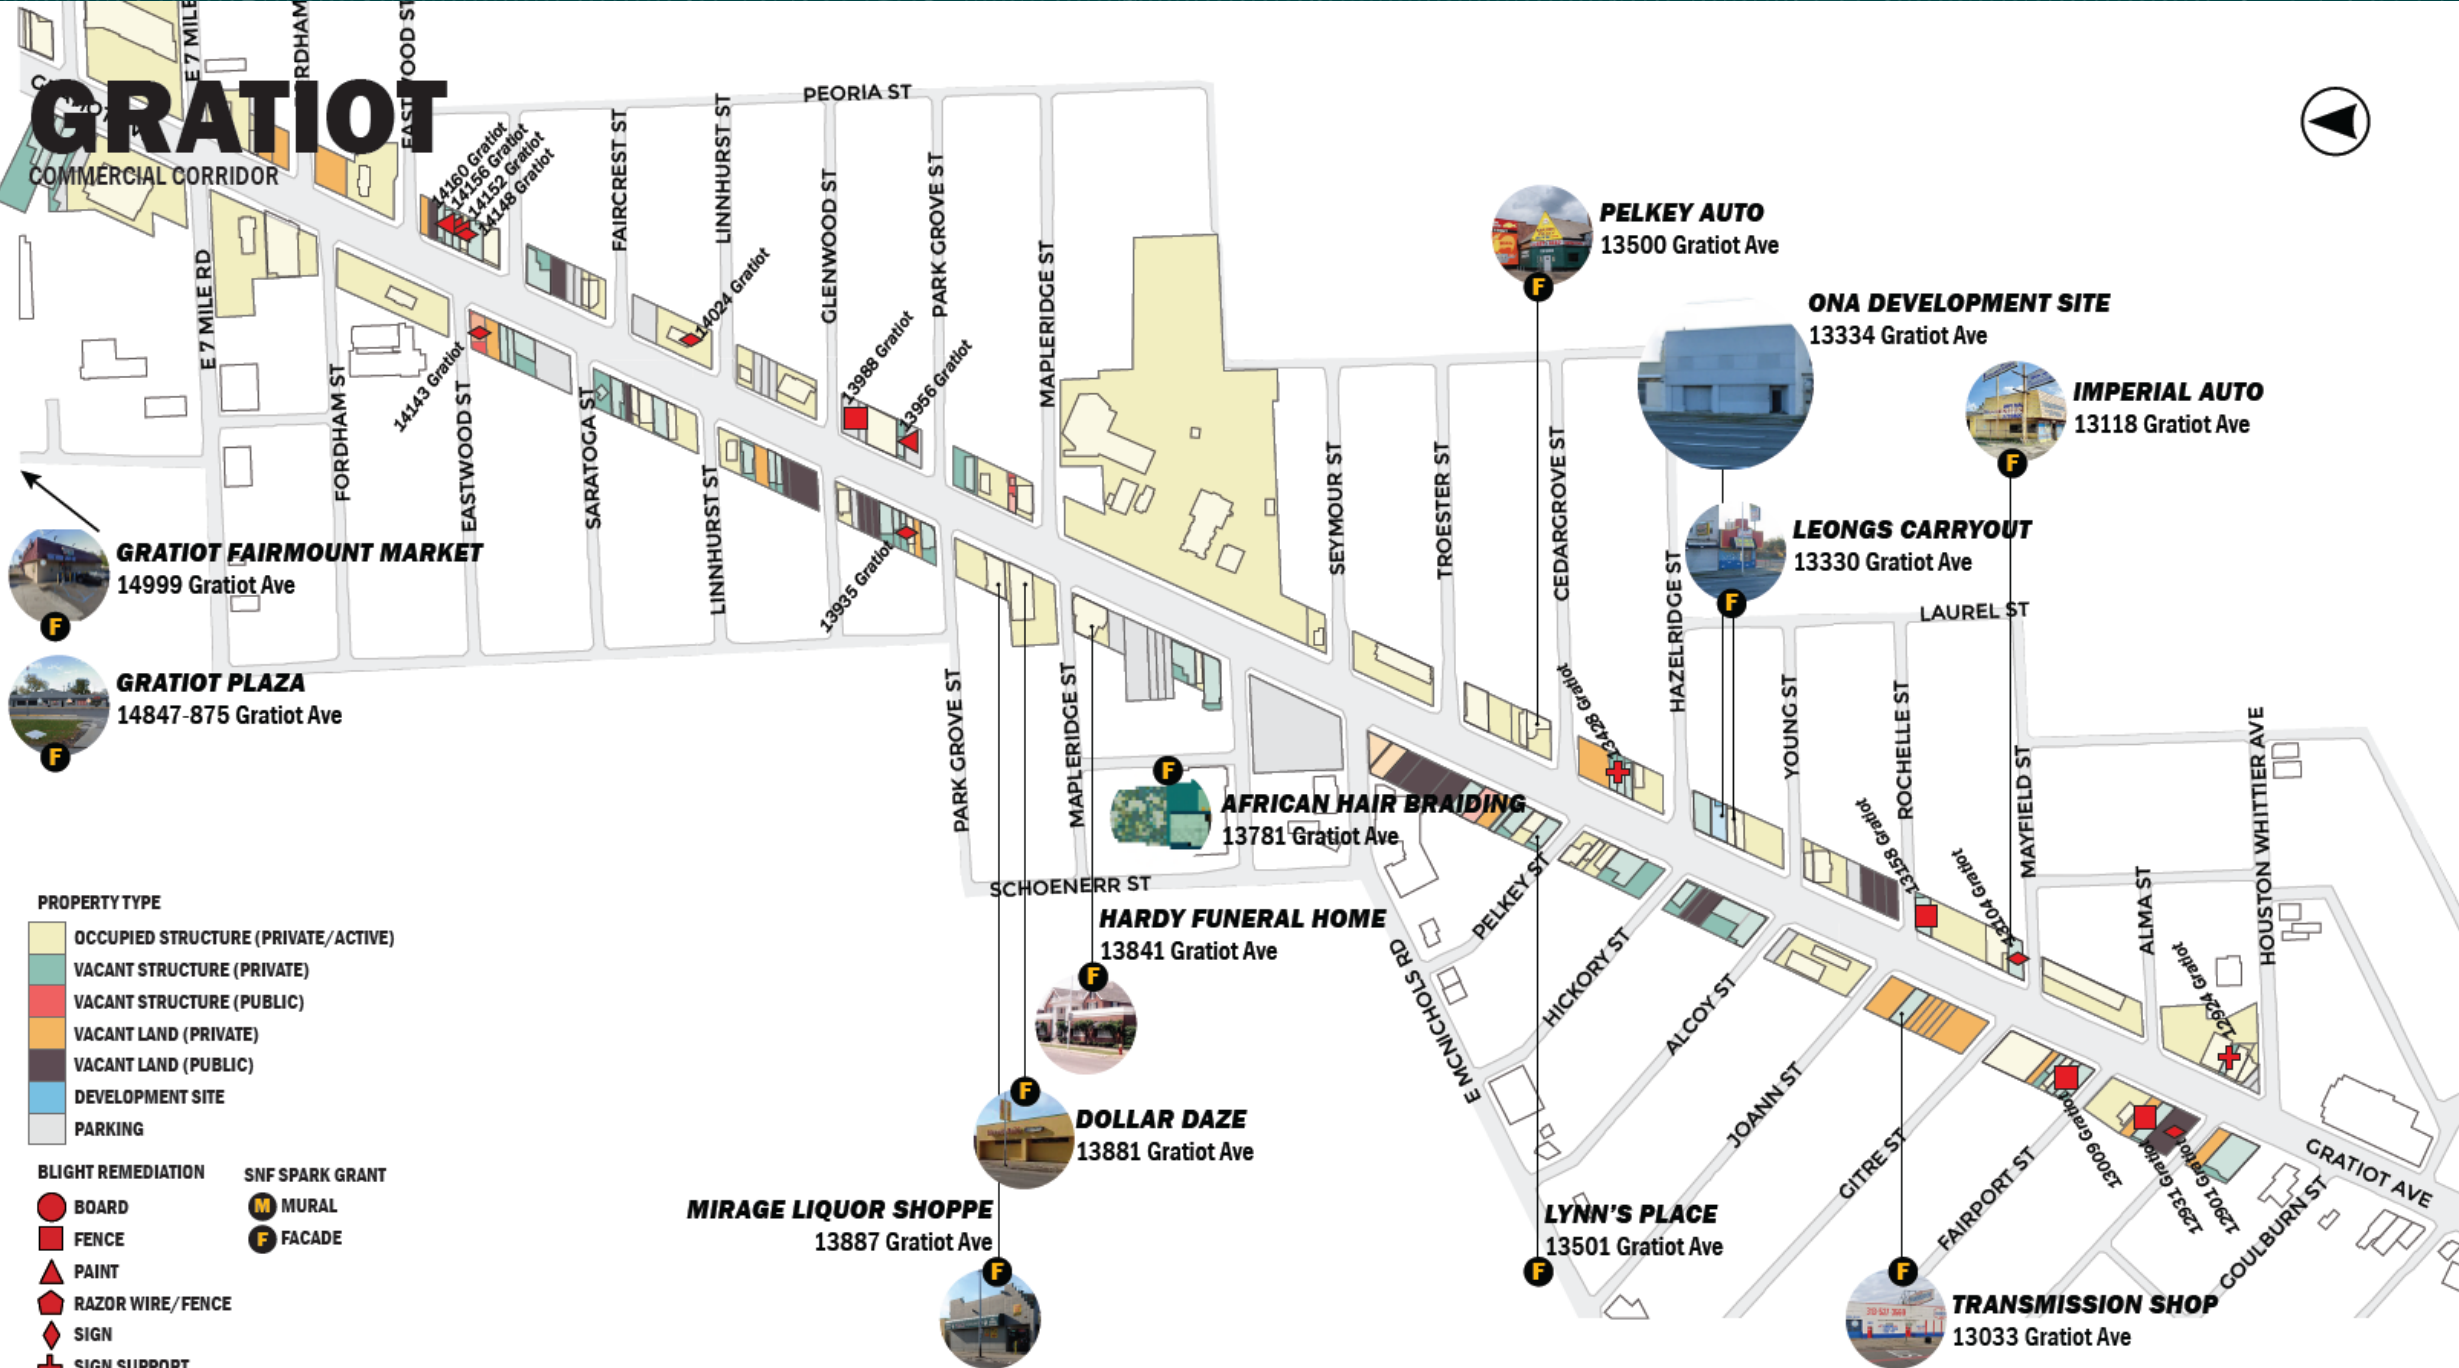 GRATIOT
COMMERCIAL CORRIDOR
E 7 MILE
EASTWOOD ST
PEORIA ST
14160 Gratiot
14156 Gratiot
14152 Gratiot
14148 Gratiot
FAIRCREST ST
LINNHURST ST
GLENWOOD ST
PARK GROVE ST
MAPLERIDGE ST
14024 Gratiot
13988 Gratiot
13956 Gratiot
E 7 MILE RD
FORDHAM ST
14143 Gratiot
EASTWOOD ST
SARATOGA ST
LINNHURST ST
13935 Gratiot
PARK GROVE ST
MAPLERIDGE ST
SCHOENERR ST
SEYMOUR ST
TROESTER ST
CEDARGROVE ST
HAZELRIDGE ST
PELKEY AUTO
13500 Gratiot Ave
F
ONA DEVELOPMENT SITE
13334 Gratiot Ave
IMPERIAL AUTO
13118 Gratiot Ave
F
LEONGS CARRYOUT
13330 Gratiot Ave
F
LAUREL ST
GRATIOT FAIRMOUNT MARKET
14999 Gratiot Ave
F
GRATIOT PLAZA
14847-875 Gratiot Ave
F
F
AFRICAN HAIR BRAIDING
13781 Gratiot Ave
13428 Gratiot
YOUNG ST
ROCHELLE ST
MAYFIELD ST
HOUSTON WHITTIER AVE
ALMA ST
13158 Gratiot
13104 Gratiot
12924 Gratiot
HARDY FUNERAL HOME
13841 Gratiot Ave
F
DOLLAR DAZE
13881 Gratiot Ave
F
MIRAGE LIQUOR SHOPPE
13887 Gratiot Ave
F
E MCNICHOLS RD
PELKEY ST
HICKORY ST
ALCOY ST
JOANN ST
GITRE ST
FAIRPORT ST
GOULBURN ST
GRATIOT AVE
13009 Gratiot
12931 Gratiot
12901 Gratiot
LYNN'S PLACE
13501 Gratiot Ave
F
TRANSMISSION SHOP
13033 Gratiot Ave
F
PROPERTY TYPE
OCCUPIED STRUCTURE (PRIVATE/ACTIVE)
VACANT STRUCTURE (PRIVATE)
VACANT STRUCTURE (PUBLIC)
VACANT LAND (PRIVATE)
VACANT LAND (PUBLIC)
DEVELOPMENT SITE
PARKING
BLIGHT REMEDIATION
BOARD
FENCE
PAINT
RAZOR WIRE/FENCE
SIGN
SIGN SUPPORT
SNF SPARK GRANT
M MURAL
F FACADE